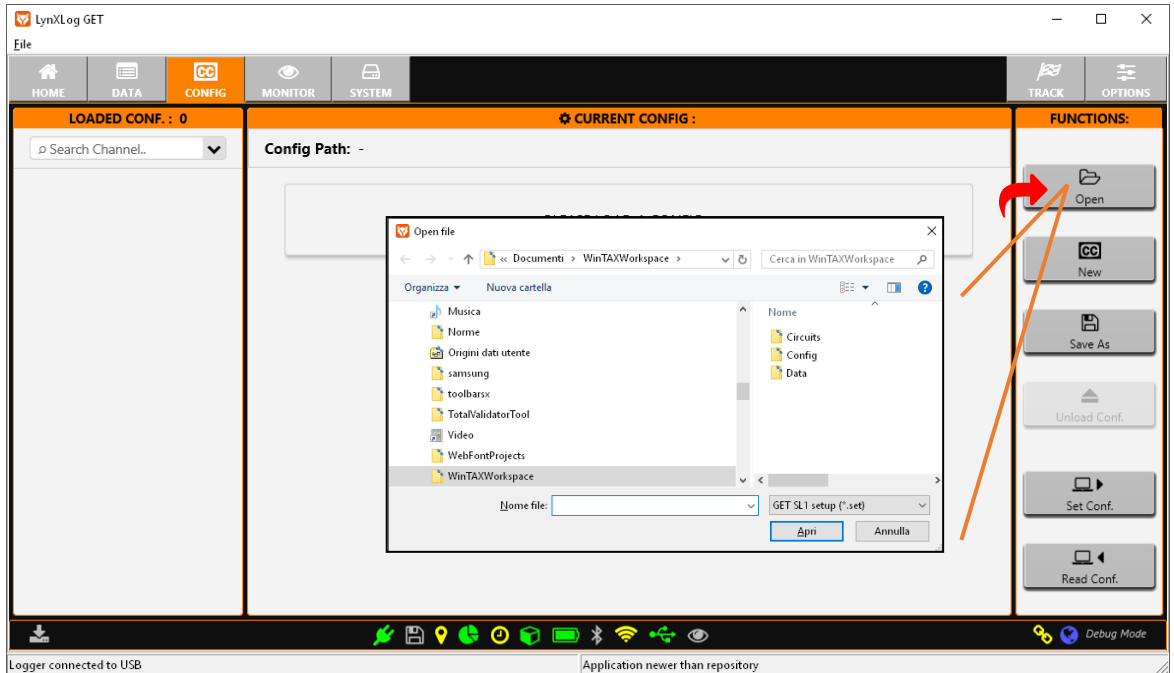 LynXLog GET
File
HOME DATA CONFIG MONITOR SYSTEM TRACK OPTIONS
LOADED CONF. : 0
Search Channel..
CURRENT CONFIG :
Config Path: -
Open file
« Documenti › WinTAXWorkspace ›
Cerca in WinTAXWorkspace
Organizza
Nuova cartella
Musica
Norme
Origini dati utente
samsung
toolbarsx
TotalValidatorTool
Video
WebFontProjects
WinTAXWorkspace
Nome
Circuits
Config
Data
Nome file:
GET SL1 setup (*.set)
Apri
Annulla
FUNCTIONS:
Open
CC
New
Save As
Unload Conf.
Set Conf.
Read Conf.
Debug Mode
Logger connected to USB
Application newer than repository